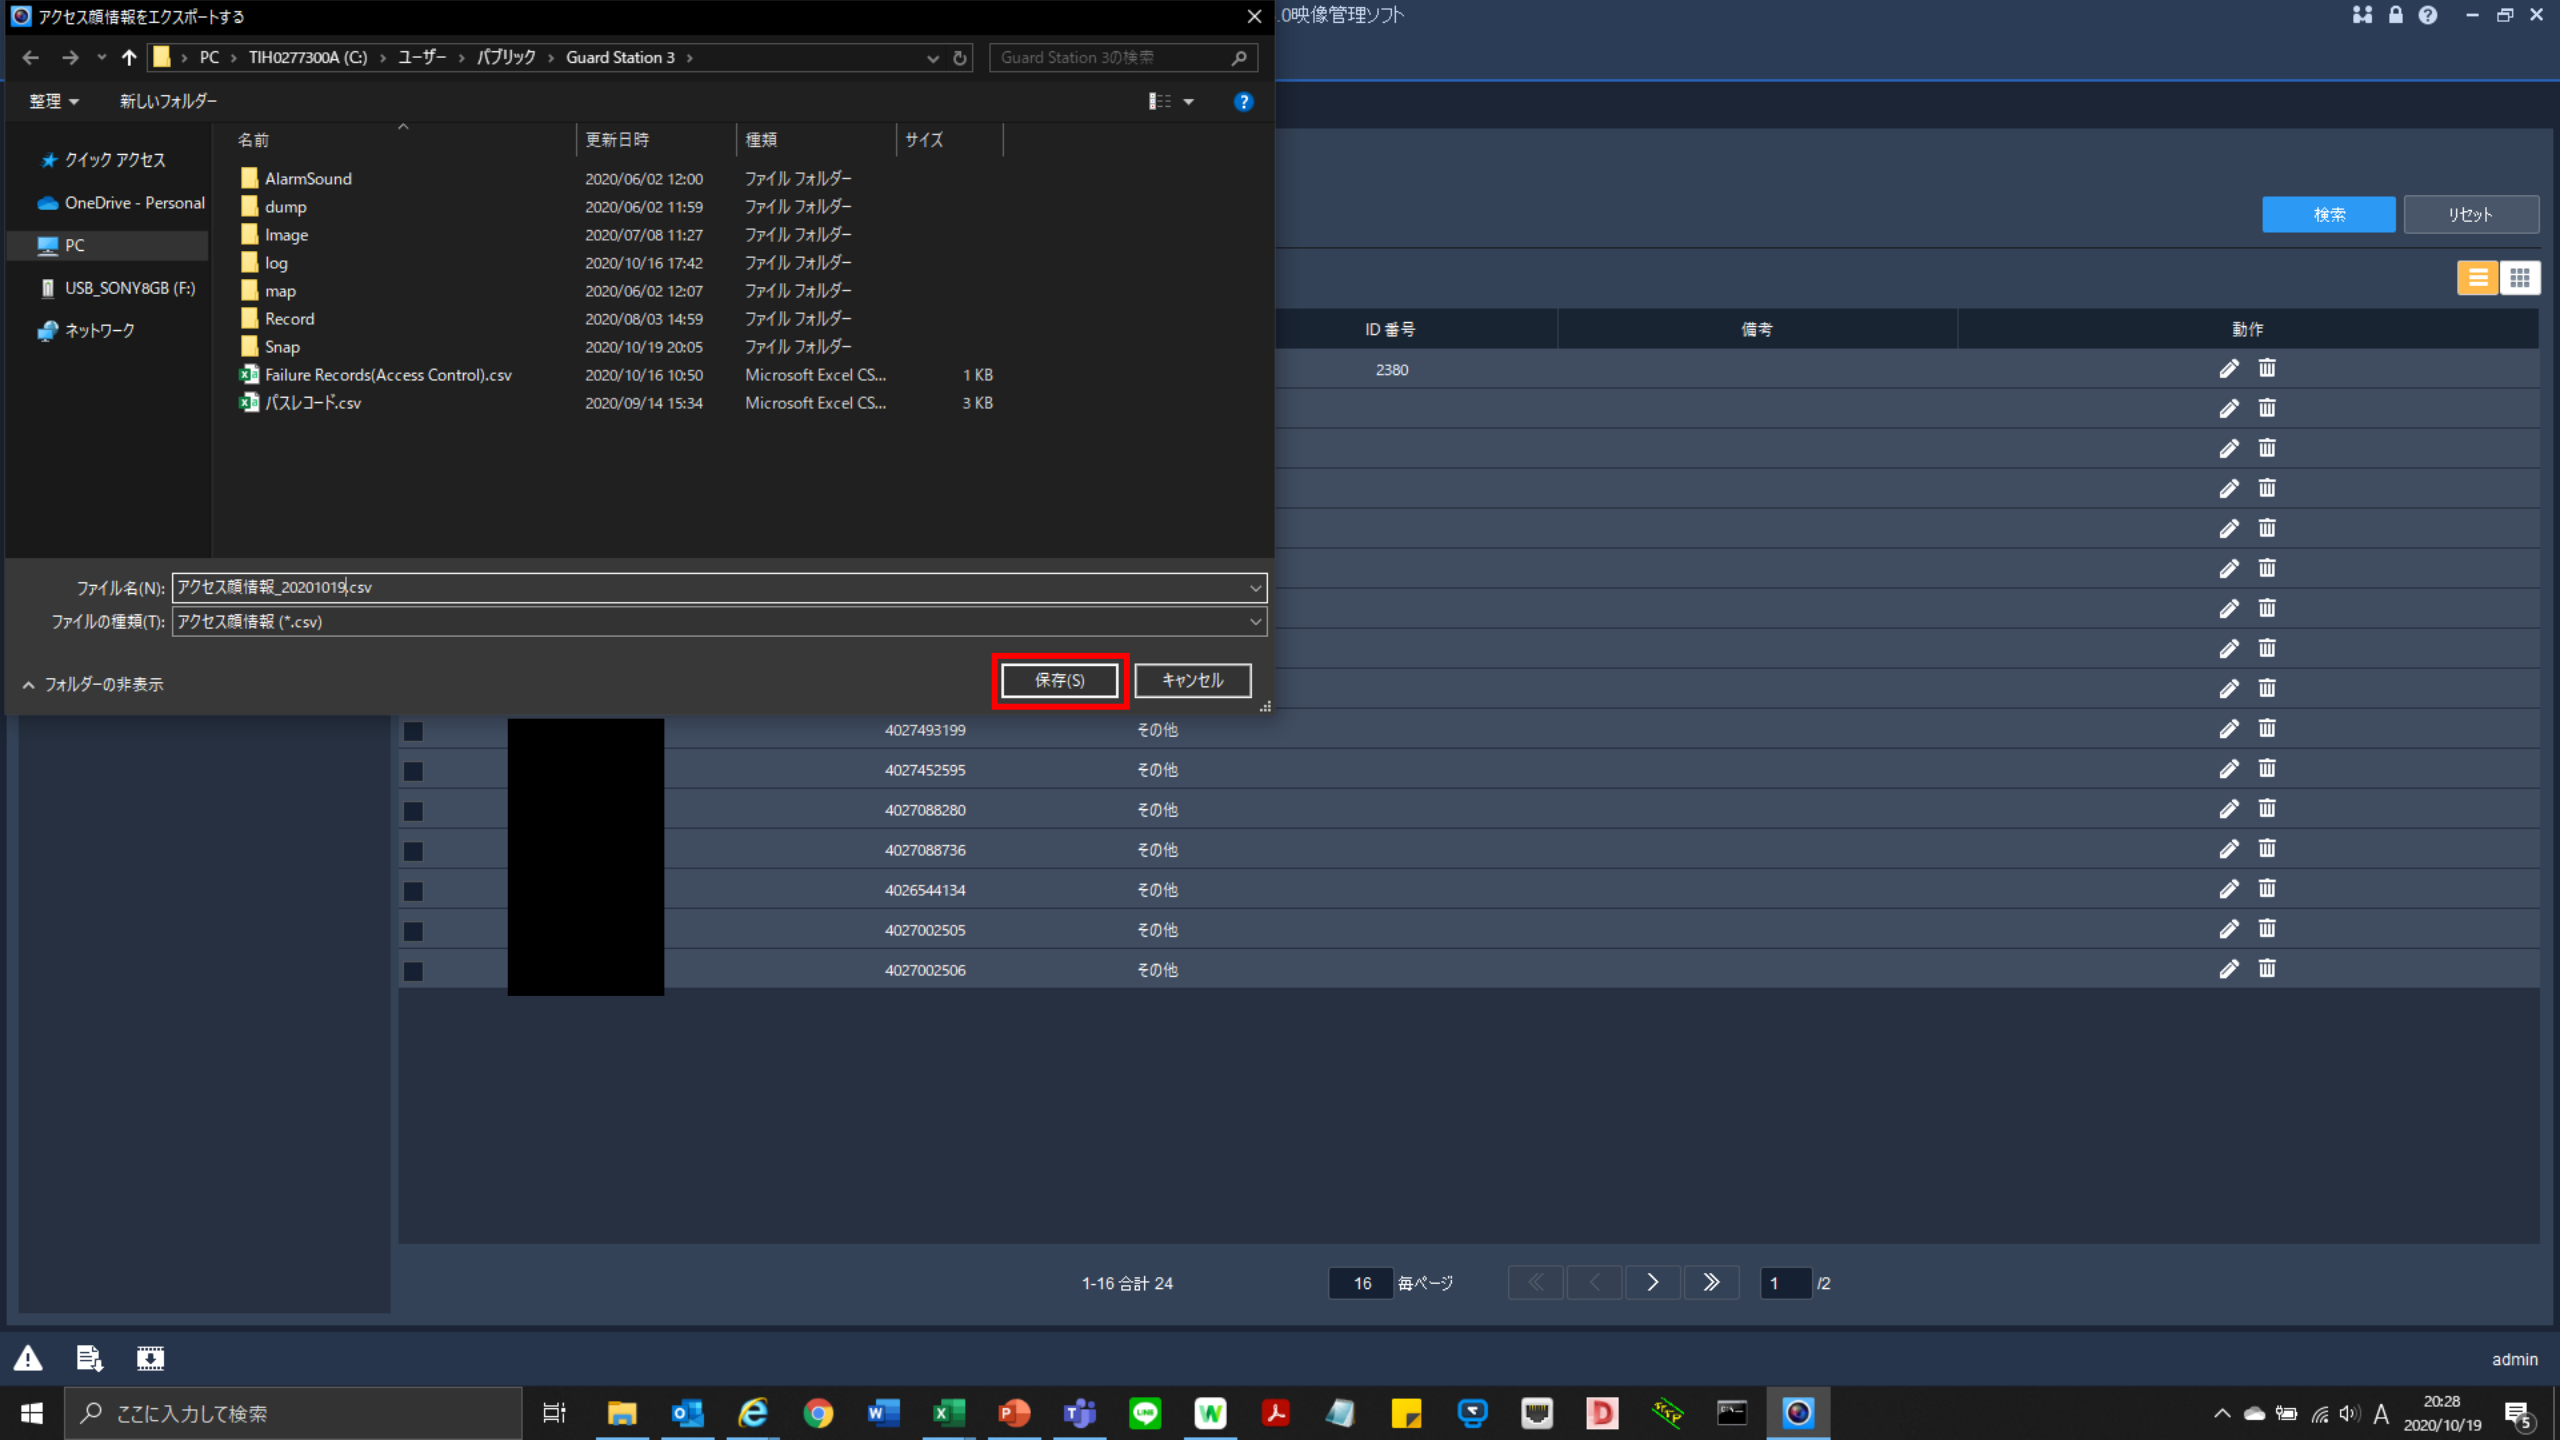 アクセス顔情報をエクスポートする
.0映像管理ソフト
PC › TIH0277300A (C:) › ユーザー › パブリック › Guard Station 3 ›
Guard Station 3の検索
整理
新しいフォルダー
クイック アクセス
OneDrive - Personal
PC
USB_SONY8GB (F:)
ネットワーク
名前 更新日時 種類 サイズ
AlarmSound 2020/06/02 12:00 ファイル フォルダー
dump 2020/06/02 11:59 ファイル フォルダー
Image 2020/07/08 11:27 ファイル フォルダー
log 2020/10/16 17:42 ファイル フォルダー
map 2020/06/02 12:07 ファイル フォルダー
Record 2020/08/03 14:59 ファイル フォルダー
Snap 2020/10/19 20:05 ファイル フォルダー
Failure Records(Access Control).csv 2020/10/16 10:50 Microsoft Excel CS... 1 KB
パスレコード.csv 2020/09/14 15:34 Microsoft Excel CS... 3 KB
ファイル名(N): アクセス顔情報_20201019.csv
ファイルの種類(T): アクセス顔情報 (*.csv)
フォルダーの非表示
保存(S)
キャンセル
検索
リセット
ID 番号 備考 動作
2380
4027493199 その他
4027452595 その他
4027088280 その他
4027088736 その他
4026544134 その他
4027002505 その他
4027002506 その他
1-16 合計 24
16 毎ページ
1 /2
admin
ここに入力して検索
A
20:28
2020/10/19
5